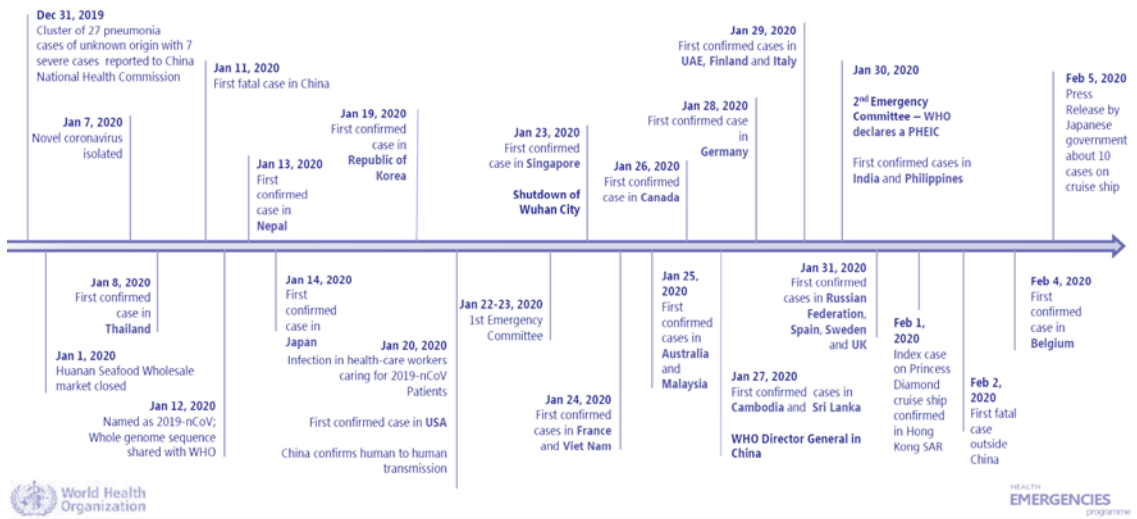 Dec 31, 2019
Cluster of 27 pneumonia
cases of unknown origin with 7
severe cases reported to China
National Health Commission
Jan 7, 2020
Novel coronavirus
isolated
Jan 11, 2020
First fatal case in China
Jan 13, 2020
First
confirmed
case in
Nepal
Jan 19, 2020
First confirmed
case in
Republic of
Korea
Jan 23, 2020
First confirmed
case in Singapore
Shutdown of
Wuhan City
Jan 26, 2020
First confirmed
case in Canada
Jan 28, 2020
First confirmed case
in
Germany
Jan 29, 2020
First confirmed cases in
UAE, Finland and Italy
Jan 30, 2020
2nd Emergency
Committee – WHO
declares a PHEIC
First confirmed cases in
India and Philippines
Feb 5, 2020
Press
Release by
Japanese
government
about 10
cases on
cruise ship
Jan 8, 2020
First confirmed
case in
Thailand
Jan 1, 2020
Huanan Seafood Wholesale
market closed
Jan 12, 2020
Named as 2019-nCoV;
Whole genome sequence
shared with WHO
Jan 14, 2020
First
confirmed
case in
Japan
Jan 20, 2020
Infection in health-care workers
caring for 2019-nCoV
Patients
First confirmed case in USA
China confirms human to human
transmission
Jan 22-23, 2020
1st Emergency
Committee
Jan 24, 2020
First confirmed
cases in France
and Viet Nam
Jan 25,
2020
First
confirmed
cases in
Australia
and
Malaysia
Jan 27, 2020
First confirmed cases in
Cambodia and Sri Lanka
WHO Director General in
China
Jan 31, 2020
First confirmed
cases in Russian
Federation,
Spain, Sweden
and UK
Feb 1,
2020
Index case
on Princess
Diamond
cruise ship
confirmed
in Hong
Kong SAR
Feb 2,
2020
First fatal
case
outside
China
Feb 4, 2020
First
confirmed
case in
Belgium
World Health
Organization
HEALTH
EMERGENCIES
programme